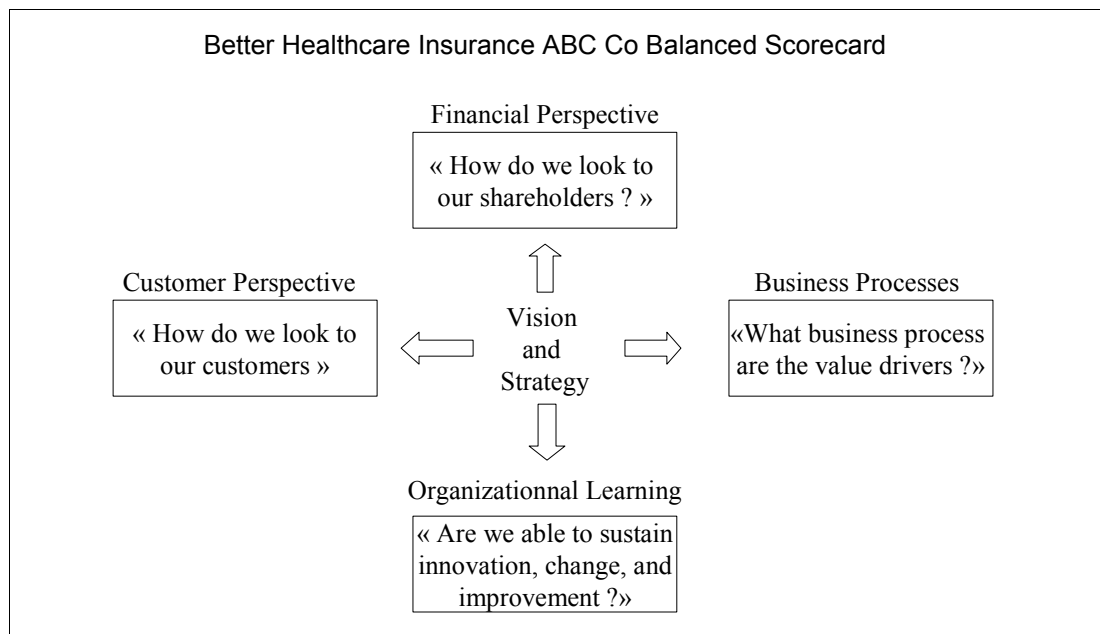 Better Healthcare Insurance ABC Co Balanced Scorecard
Financial Perspective
« How do we look to
our shareholders ? »
Customer Perspective
« How do we look to
our customers »
Vision
and
Strategy
Business Processes
«What business process
are the value drivers ?»
Organizationnal Learning
« Are we able to sustain
innovation, change, and
improvement ?»